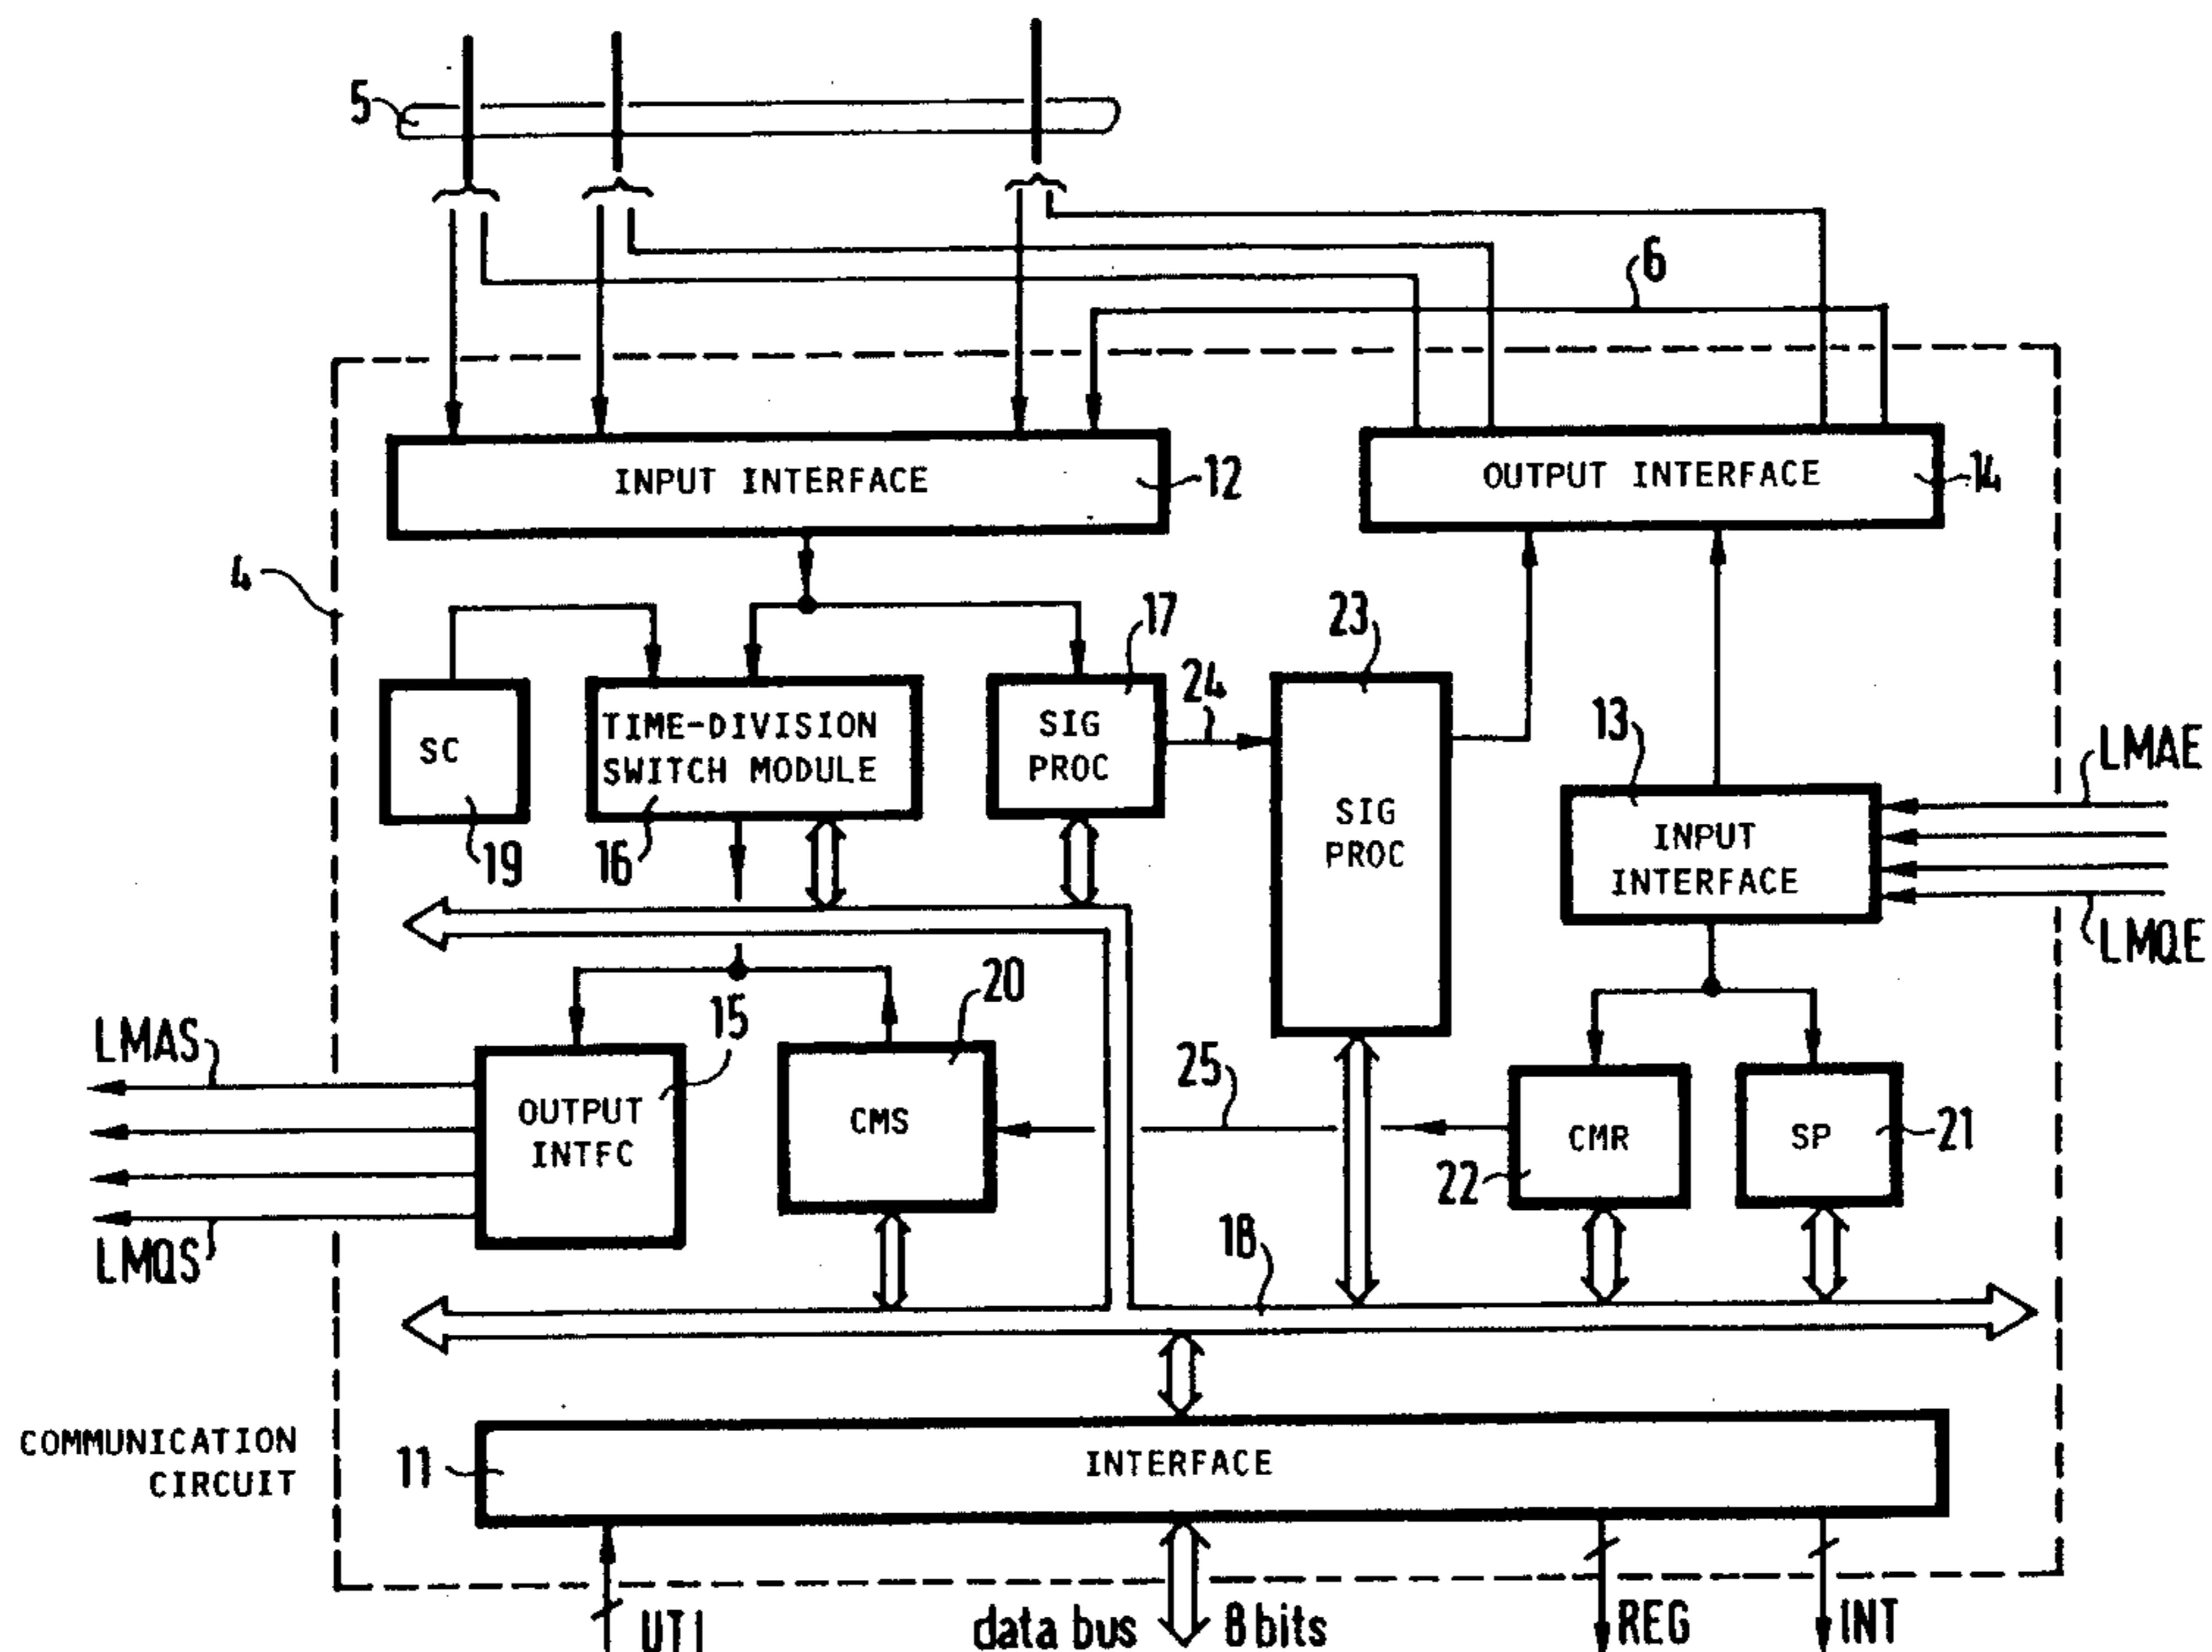 5
6
INPUT INTERFACE
12
OUTPUT INTERFACE
14
4
17
23
24
13
SC
TIME-DIVISION
SWITCH MODULE
SIG
PROC
SIG
PROC
INPUT
INTERFACE
LMAE
LMQE
19
16
20
15
LMAS
LMQS
OUTPUT
INTFC
CMS
25
CMR
22
SP
21
18
COMMUNICATION
CIRCUIT
11
INTERFACE
data bus
8 bits
REG
INT